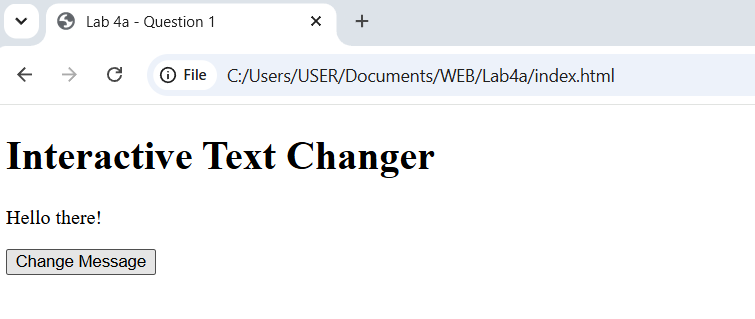 Lab 4a - Question 1
File C:/Users/USER/Documents/WEB/Lab4a/index.html
Interactive Text Changer
Hello there!
Change Message